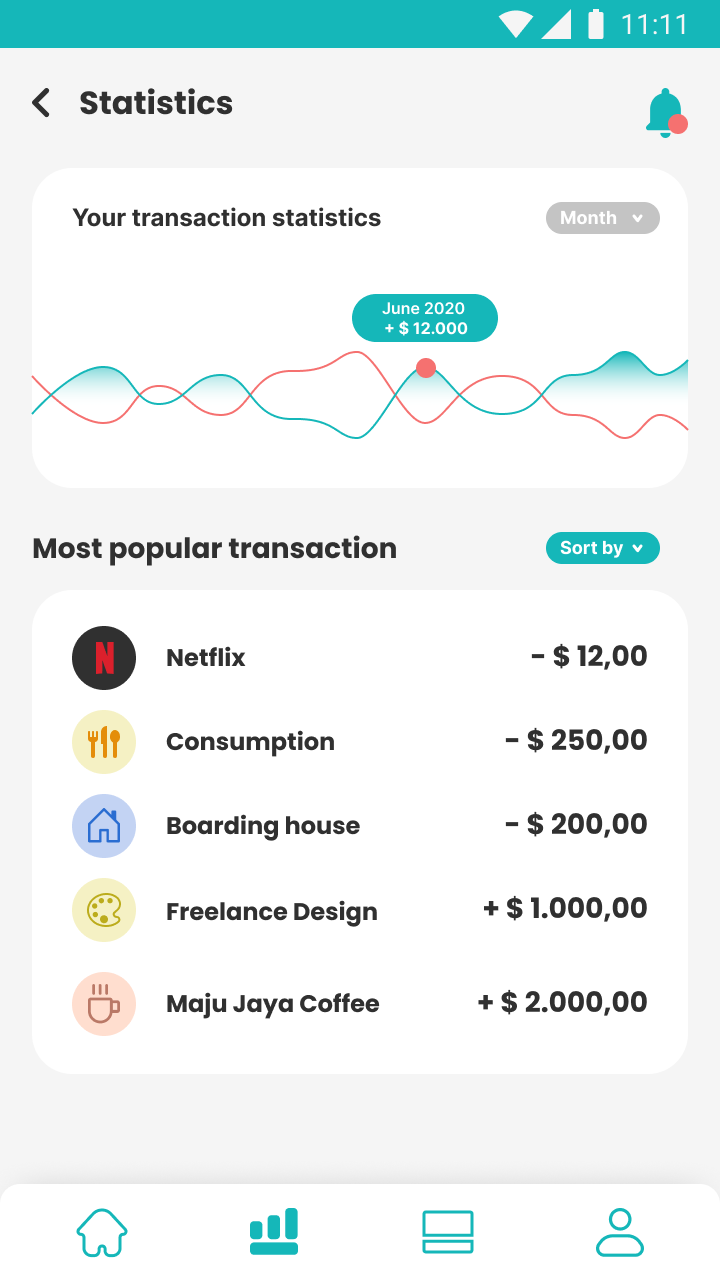 11:11
Statistics
Your transaction statistics
Month
June 2020
+ $ 12.000
Most popular transaction
Sort by
N
Netflix
- $ 12,00
Consumption
- $ 250,00
Boarding house
- $ 200,00
Freelance Design
+ $ 1.000,00
Maju Jaya Coffee
+ $ 2.000,00